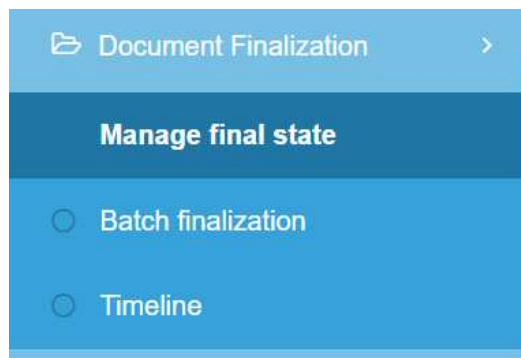 Document Finalization
Manage final state
Batch finalization
Timeline